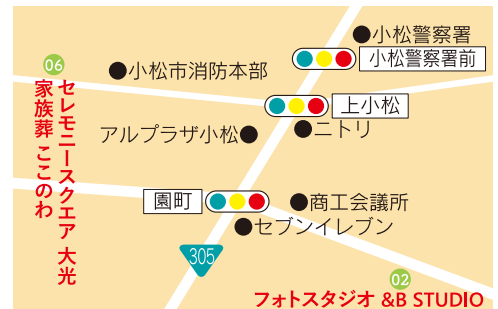 小松警察署
小松警察署前
06
小松市消防本部
上小松
セレモニースクエア 大光
家族葬 ここのわ
アルプラザ小松
ニトリ
園町
商工会議所
セブンイレブン
305
02
フォトスタジオ &B STUDIO